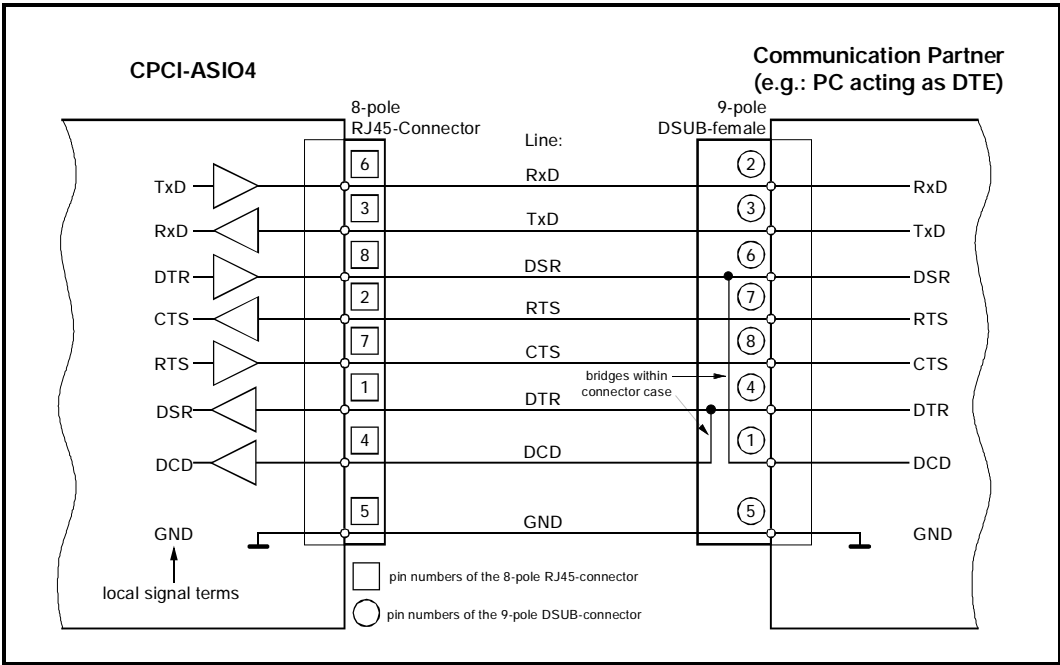 CPCI-ASIO4
Communication Partner
(e.g.: PC acting as DTE)
8-pole
RJ45-Connector
9-pole
DSUB-female
Line:
6
2
TxD
RxD
RxD
3
3
RxD
TxD
TxD
8
6
DTR
DSR
DSR
2
7
CTS
RTS
RTS
7
8
RTS
CTS
CTS
bridges within
connector case
1
4
DSR
DTR
DTR
4
1
DCD
DCD
DCD
5
5
GND
GND
GND
local signal terms
pin numbers of the 8-pole RJ45-connector
pin numbers of the 9-pole DSUB-connector